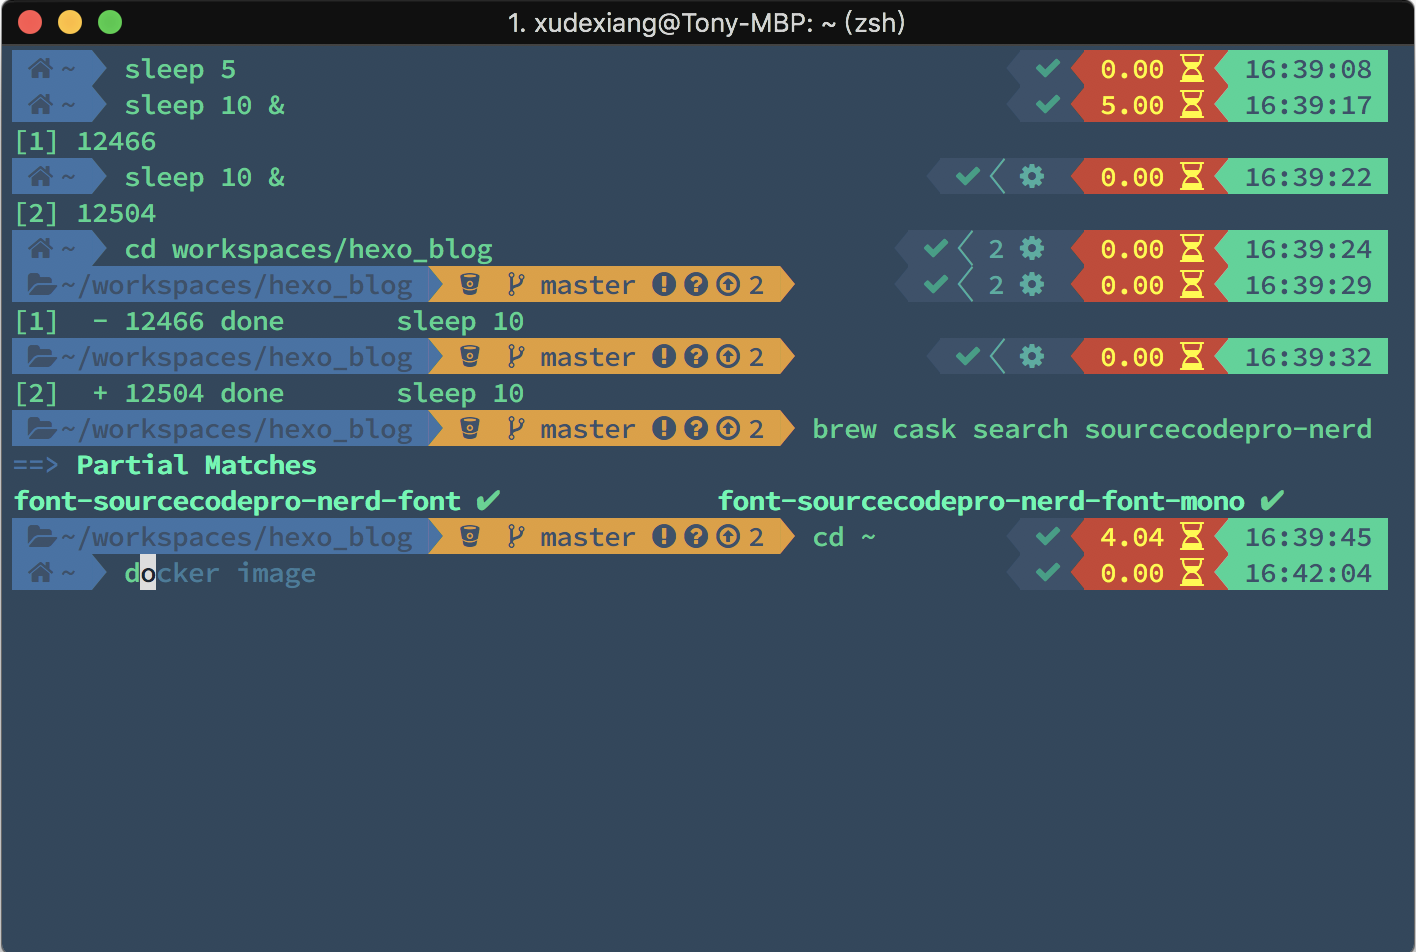 1. xudexiang@Tony-MBP: ~ (zsh)
~ sleep 5 ✔ 0.00 16:39:08
~ sleep 10 & ✔ 5.00 16:39:17
[1] 12466
~ sleep 10 & ✔ 0.00 16:39:22
[2] 12504
~ cd workspaces/hexo_blog ✔ 2 0.00 16:39:24
~/workspaces/hexo_blog master ! ? 2 ✔ 2 0.00 16:39:29
[1] - 12466 done sleep 10
~/workspaces/hexo_blog master ! ? 2 ✔ 0.00 16:39:32
[2] + 12504 done sleep 10
~/workspaces/hexo_blog master ! ? 2 brew cask search sourcecodepro-nerd
==> Partial Matches
font-sourcecodepro-nerd-font ✔ font-sourcecodepro-nerd-font-mono ✔
~/workspaces/hexo_blog master ! ? 2 cd ~ ✔ 4.04 16:39:45
~ docker image ✔ 0.00 16:42:04